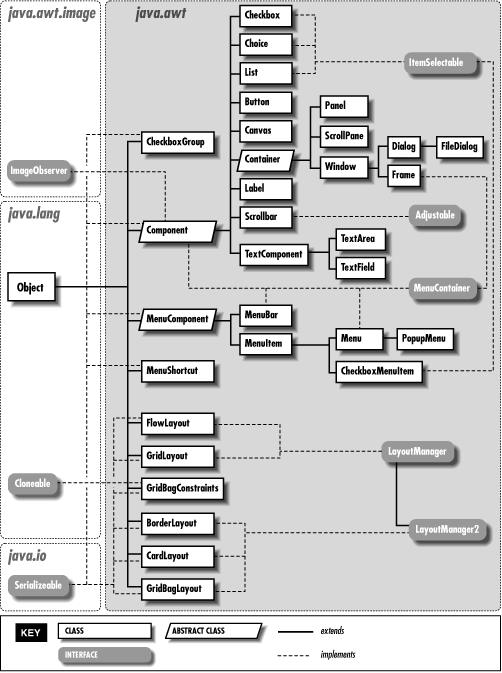 java.awt.image
java.awt
Checkbox
Choice
List
ItemSelectable
Button
Panel
Canvas
ScrollPane
CheckboxGroup
Dialog
FileDialog
Container
Window
ImageObserver
Frame
Label
java.lang
Scrollbar
Adjustable
Component
TextArea
TextComponent
TextField
Object
MenuContainer
MenuBar
MenuComponent
Menu
PopupMenu
MenuItem
MenuShortcut
CheckboxMenuItem
FlowLayout
LayoutManager
GridLayout
Cloneable
GridBagConstraints
BorderLayout
LayoutManager2
java.io
CardLayout
Serializeable
GridBagLayout
KEY
CLASS
ABSTRACT CLASS
extends
INTERFACE
implements